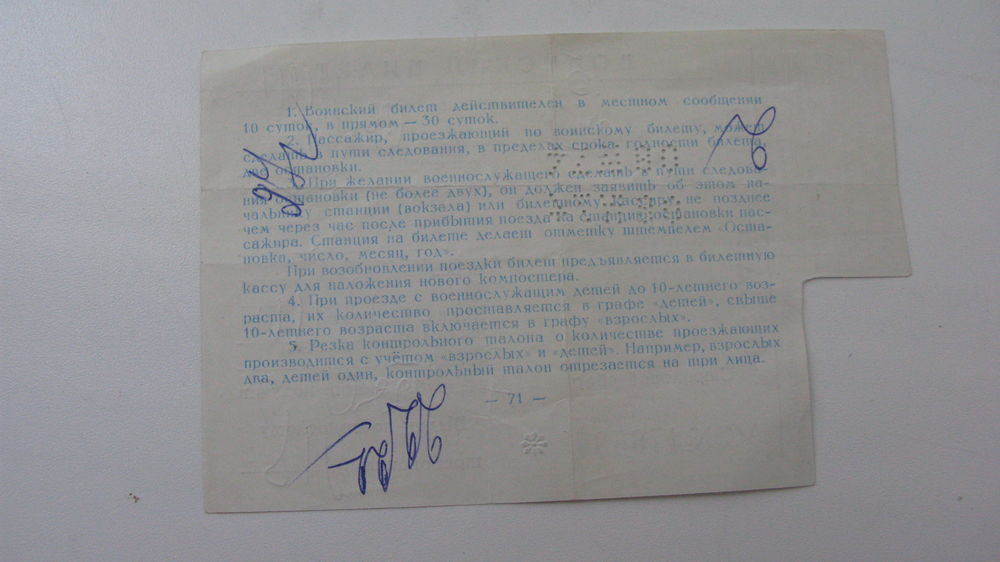 1. Воинский билет действителен в местном сообщении
10 суток, в прямом — 30 суток.
2. Пассажир, проезжающий по воинскому билету, может
сделать в пути следования, в пределах срока годности билета,
две остановки.
3. При желании военнослужащего сделать в пути следова-
ния остановки (не более двух), он должен заявить об этом на-
чальнику станции (вокзала) или билетному кассиру не позднее
чем через час после прибытия поезда на станцию остановки пас-
сажира. Станция на билете делает отметку штемпелем «Оста-
новка, число, месяц, год».
При возобновлении поездки билет предъявляется в билетную
кассу для наложения нового компостера.
4. При проезде с военнослужащим детей до 10-летнего воз-
раста, их количество проставляется в графе «детей», свыше
10-летнего возраста включается в графу «взрослых».
5. Резка контрольного талона о количестве проезжающих
производится с учётом «взрослых» и «детей». Например, взрослых
два, детей один, контрольный талон отрезается на три лица.
— 71 —